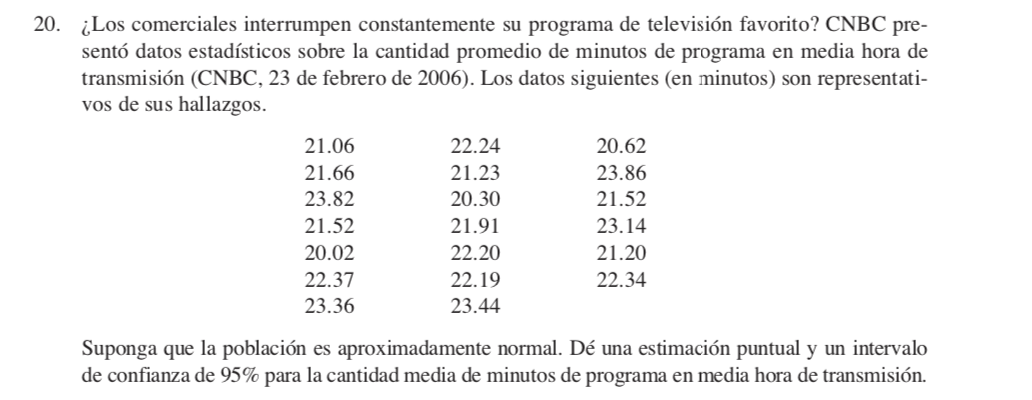 20. ¿Los comerciales interrumpen constantemente su programa de televisión favorito? CNBC pre-
sentó datos estadísticos sobre la cantidad promedio de minutos de programa en media hora de
transmisión (CNBC, 23 de febrero de 2006). Los datos siguientes (en minutos) son representati-
vos de sus hallazgos.
21.06 22.24 20.62
21.66 21.23 23.86
23.82 20.30 21.52
21.52 21.91 23.14
20.02 22.20 21.20
22.37 22.19 22.34
23.36 23.44
Suponga que la población es aproximadamente normal. Dé una estimación puntual y un intervalo
de confianza de 95% para la cantidad media de minutos de programa en media hora de transmisión.